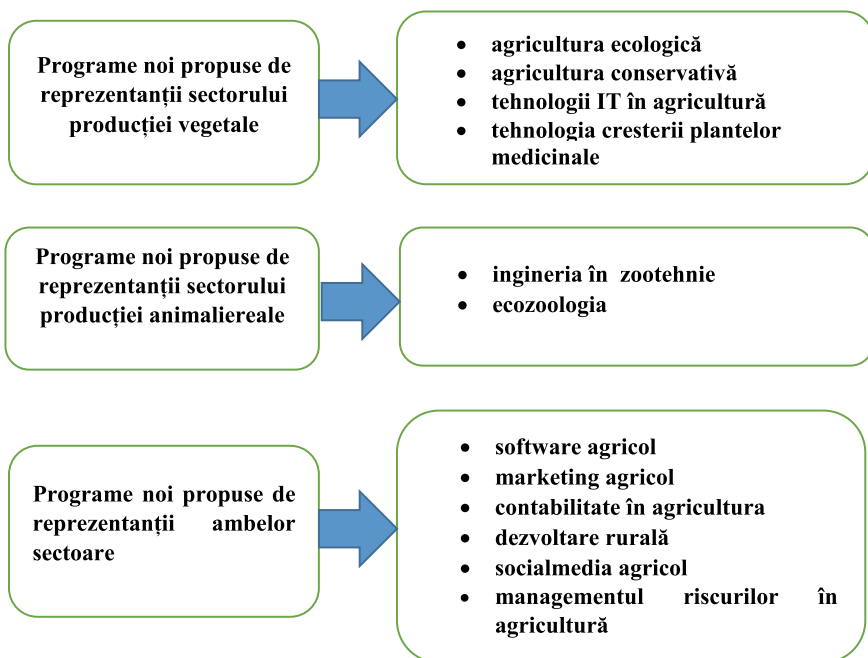 Programe noi propuse de
reprezentanții sectorului
producției vegetale
• agricultura ecologică
• agricultura conservativă
• tehnologii IT în agricultură
• tehnologia cresterii plantelor
medicinale
Programe noi propuse de
reprezentanții sectorului
producției animaliereale
• ingineria în zootehnie
• ecozoologia
Programe noi propuse de
reprezentanții ambelor
sectoare
• software agricol
• marketing agricol
• contabilitate în agricultura
• dezvoltare rurală
• socialmedia agricol
• managementul riscurilor în
agricultură